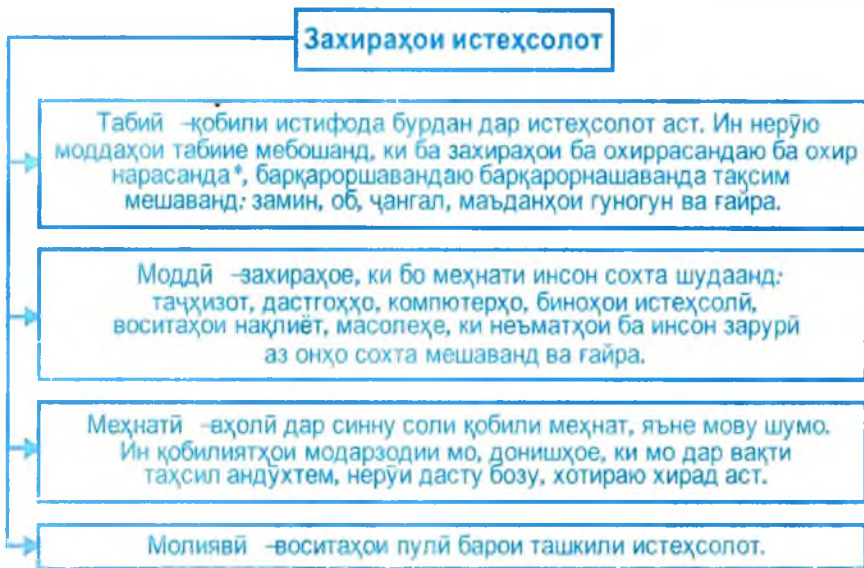 Захираҳои истеҳсолот
Табиӣ –қобили истифода бурдан дар истеҳсолот аст. Ин нерӯю
моддаҳои табиие мебошанд, ки ба захираҳои ба охиррасандаю ба охир
нарасанда*, барқароршавандаю барқарорнашаванда тақсим
мешаванд: замин, об, ҷангал, маъданҳои гуногун ва ғайра.
Моддӣ –захираҳое, ки бо меҳнати инсон сохта шудаанд:
таҷҳизот, дастгоҳҳо, компютерҳо, биноҳои истеҳсолӣ,
воситаҳои нақлиёт, масолеҳе, ки неъматҳои ба инсон зарурӣ
аз онҳо сохта мешаванд ва ғайра.
Меҳнатӣ –аҳолӣ дар синну соли қобили меҳнат, яъне мову шумо.
Ин қобилиятҳои модарзодии мо, донишҳое, ки мо дар вақти
таҳсил андӯхтем, неруи дасту бозу, хотираю хирад аст.
Молиявӣ –воситаҳои пулӣ барои ташкили истеҳсолот.